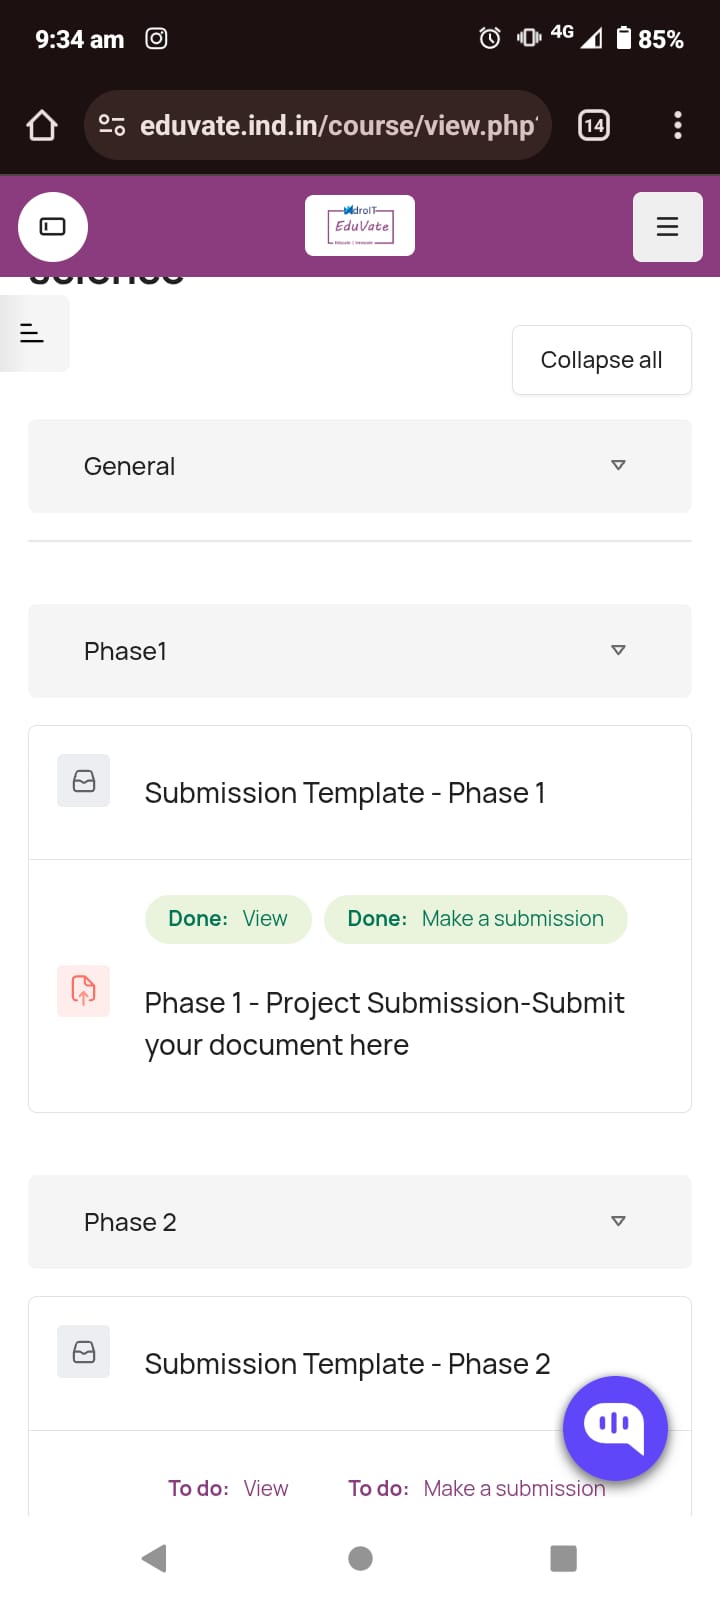 9:34 am
4G
85%
eduvate.ind.in/course/view.php
14
droIT
EduVate
science
Collapse all
General
Phase1
Submission Template - Phase 1
Done: View
Done: Make a submission
Phase 1 - Project Submission-Submit
your document here
Phase 2
Submission Template - Phase 2
To do: View
To do: Make a submission